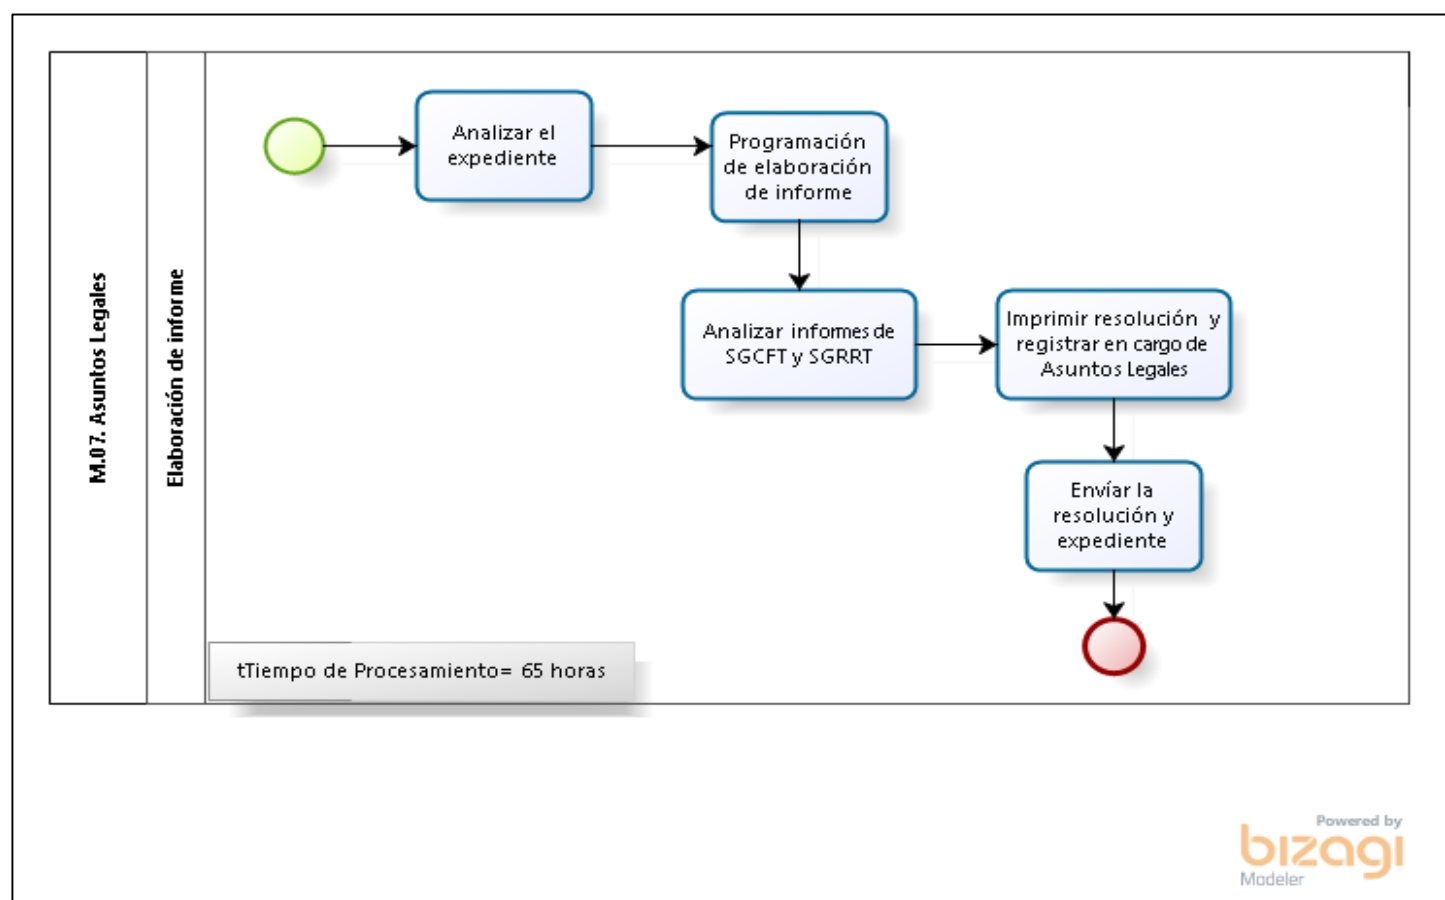 M.07. Asuntos Legales
Elaboración de informe
Analizar el
expediente
Programación
de elaboración
de informe
Analizar informes de
SGCFT y SGRRT
Imprimir resolución y
registrar en cargo de
Asuntos Legales
Envíar la
resolución y
expediente
tTiempo de Procesamiento= 65 horas
Powered by
bizagi
Modeler